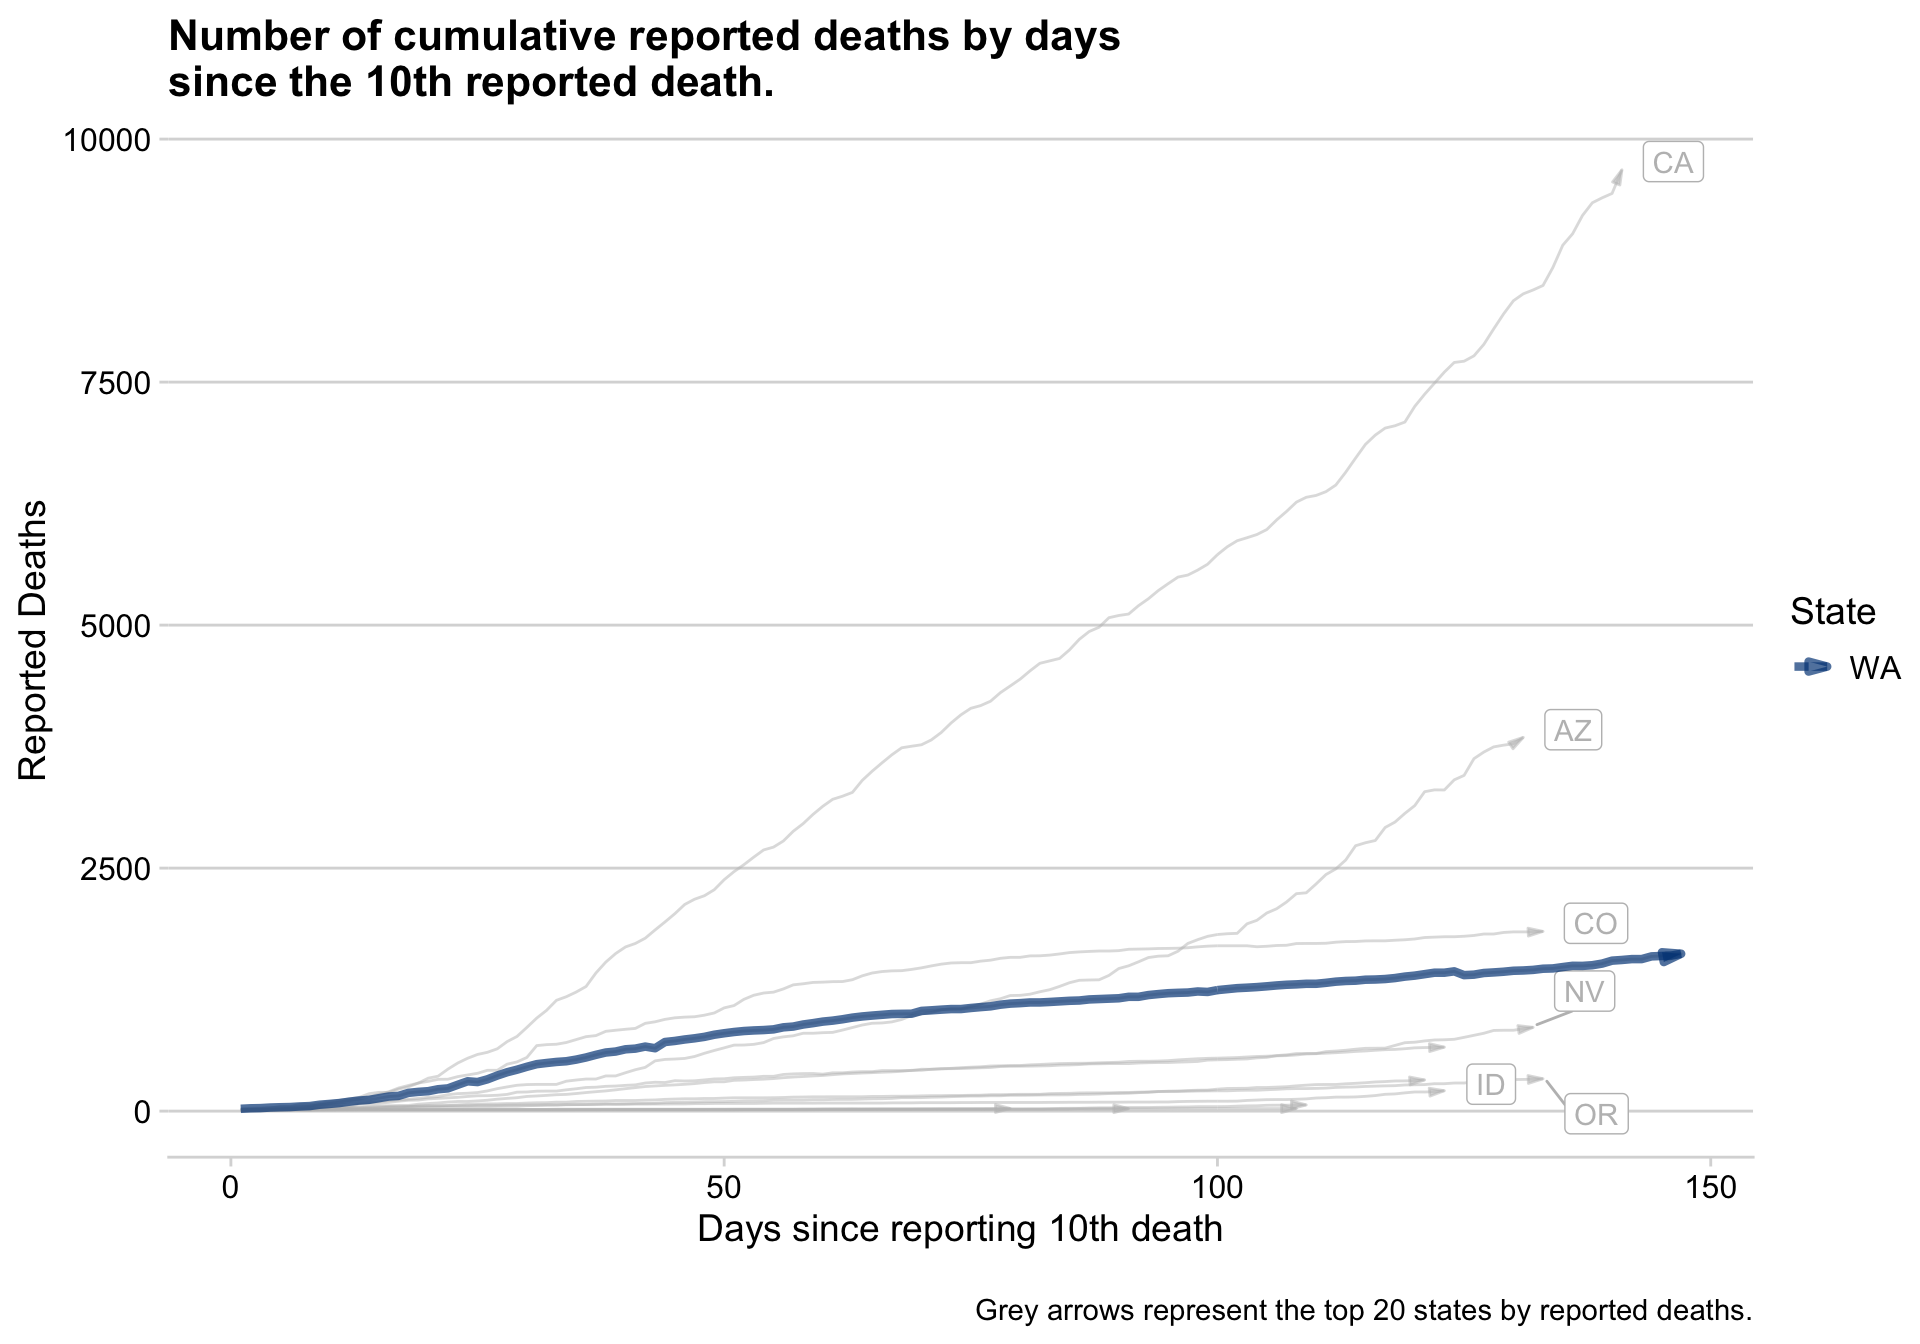 Number of cumulative reported deaths by days
since the 10th reported death.
10000
7500
5000
2500
0
Reported Deaths
CA
AZ
CO
NV
ID
OR
State
WA
0
50
100
150
Days since reporting 10th death
Grey arrows represent the top 20 states by reported deaths.